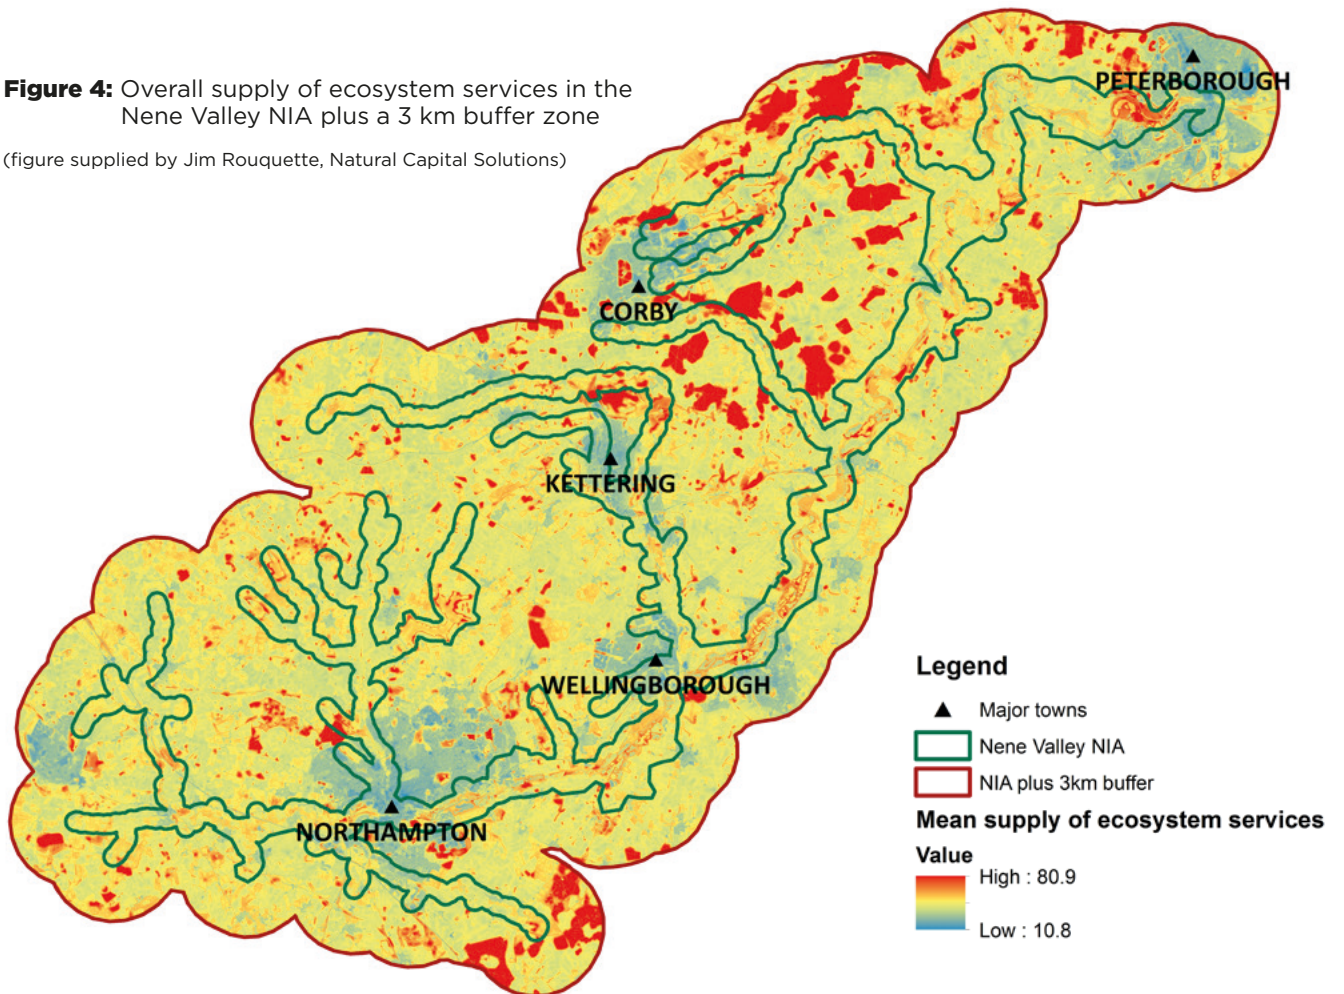 Figure 4: Overall supply of ecosystem services in the
Nene Valley NIA plus a 3 km buffer zone
(figure supplied by Jim Rouquette, Natural Capital Solutions)
PETERBOROUGH
CORBY
KETTERING
WELLINGBOROUGH
NORTHAMPTON
Legend
Major towns
Nene Valley NIA
NIA plus 3km buffer
Mean supply of ecosystem services
Value
High : 80.9
Low : 10.8